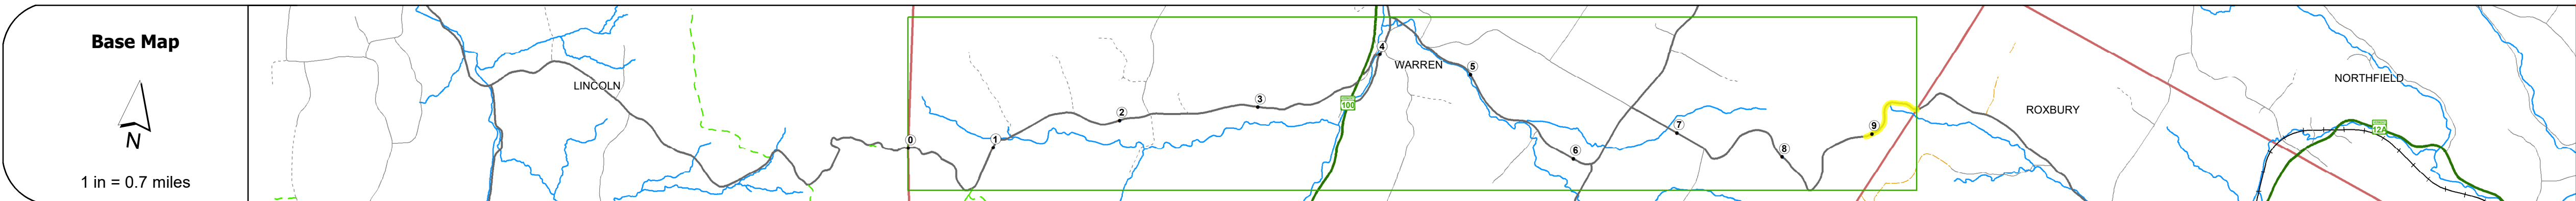 Base Map
N
1 in = 0.7 miles
LINCOLN
0
1
2
3
4
100
WARREN
5
6
7
8
9
ROXBURY
NORTHFIELD
12A